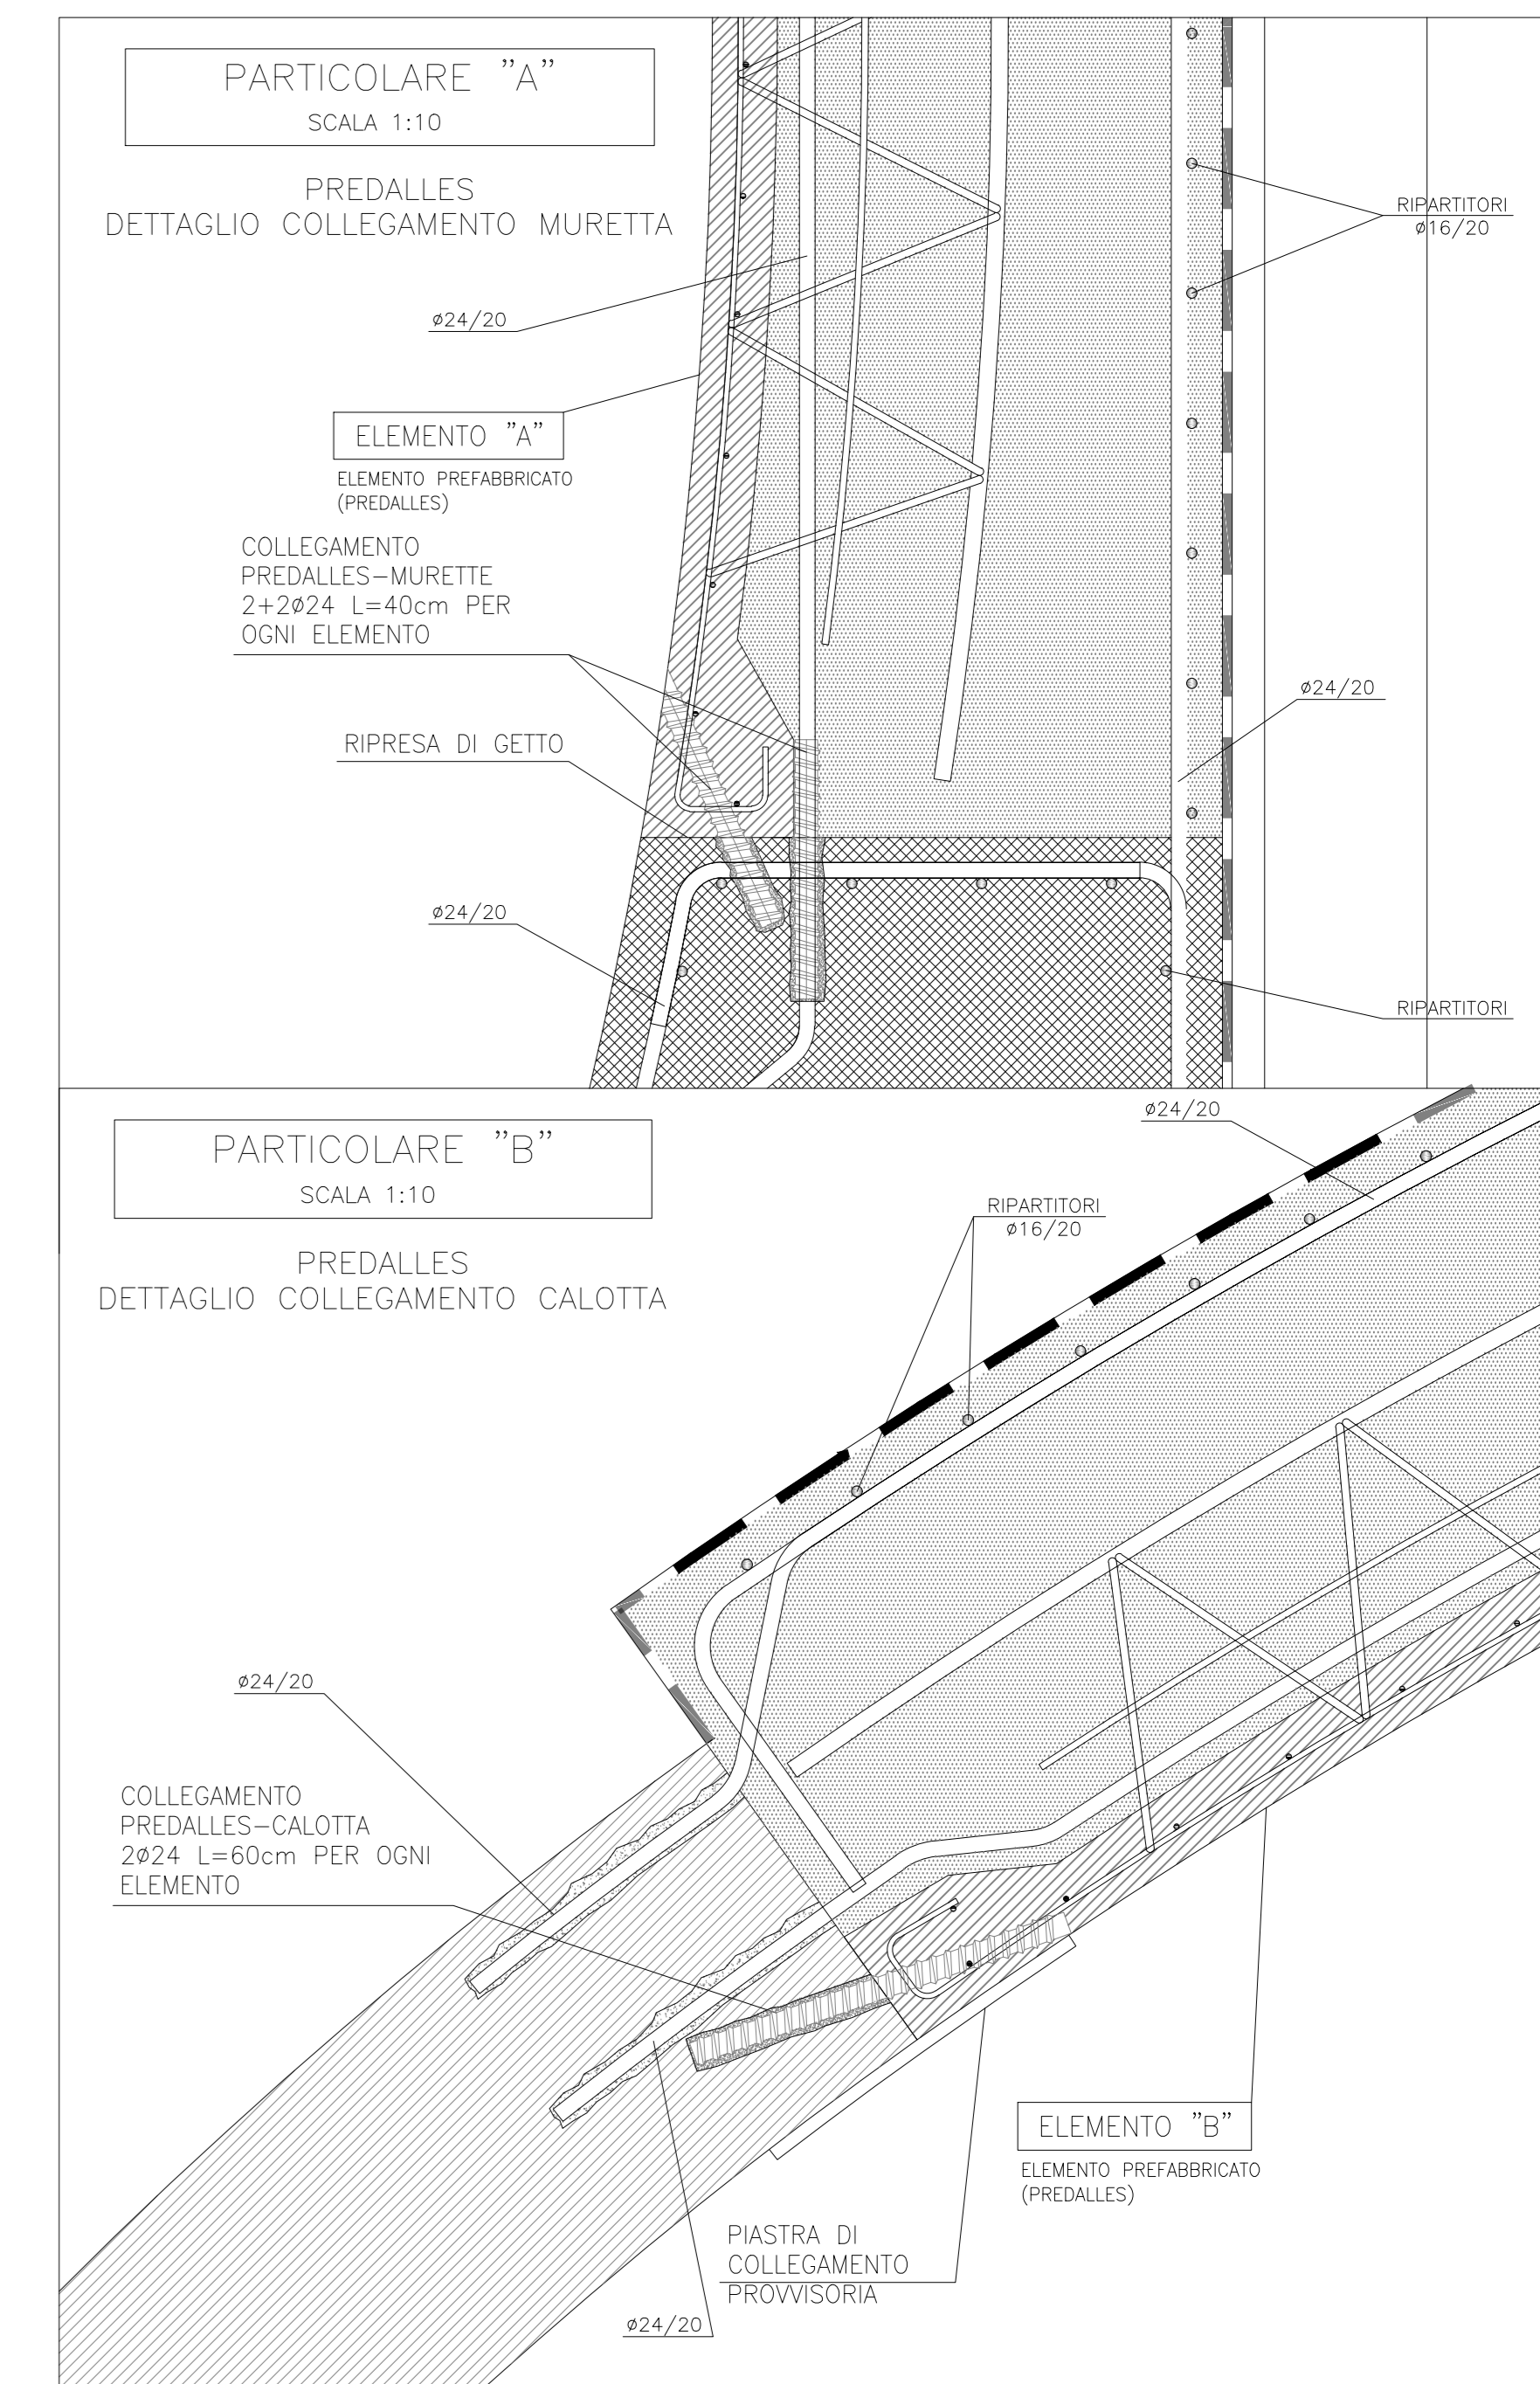 PARTICOLARE "A"
SCALA 1:10
PREDALLES
DETTAGLIO COLLEGAMENTO MURETTA
RIPARTITORI
ø16/20
ø24/20
ELEMENTO "A"
ELEMENTO PREFABBRICATO
(PREDALLES)
COLLEGAMENTO
PREDALLES-MURETTE
2+2ø24 L=40cm PER
OGNI ELEMENTO
ø24/20
RIPRESA DI GETTO
ø24/20
RIPARTITORI
PARTICOLARE "B"
SCALA 1:10
PREDALLES
DETTAGLIO COLLEGAMENTO CALOTTA
ø24/20
RIPARTITORI
ø16/20
ø24/20
COLLEGAMENTO
PREDALLES-CALOTTA
2ø24 L=60cm PER OGNI
ELEMENTO
ELEMENTO "B"
ELEMENTO PREFABBRICATO
(PREDALLES)
PIASTRA DI
COLLEGAMENTO
PROVVISORIA
ø24/20